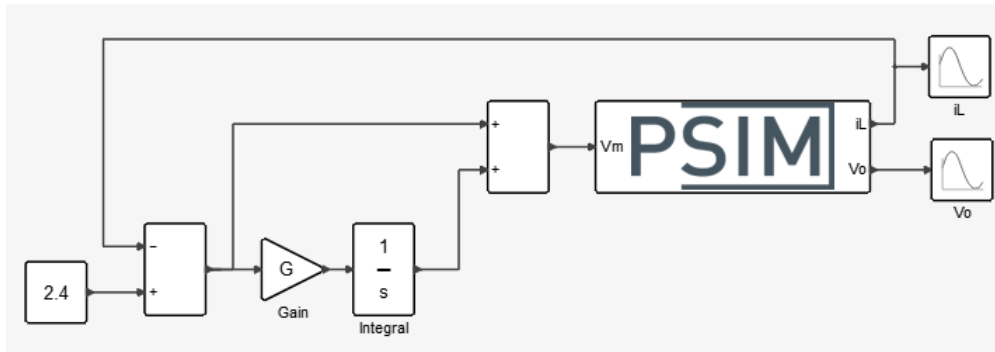 iL
+
iL
Vm
PSIM
+
Vo
Vo
−
G
1
s
2.4
+
Gain
Integral